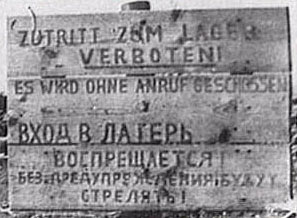 ZUTRITT ZUM LAGER
VERBOTEN!
ES WIRD OHNE ANRUF GESCHOSSEN
ВХОД В ЛАГЕРЬ
ВОСПРЕЩАЕТСЯ!
БЕЗ ПРЕДУПРЕЖДЕНИЯ, БУДУТ
СТРЕЛЯТЬ!